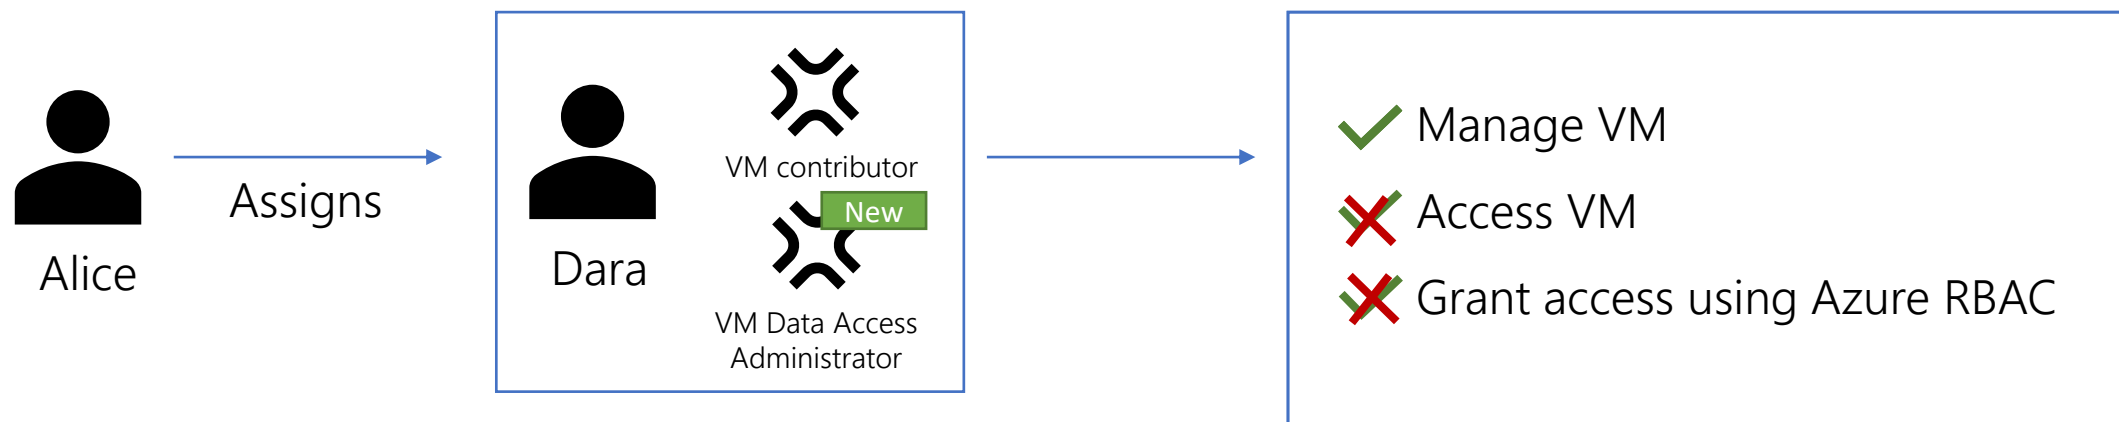 Alice
Assigns
Dara
VM contributor
New
VM Data Access
Administrator
Manage VM
Access VM
Grant access using Azure RBAC